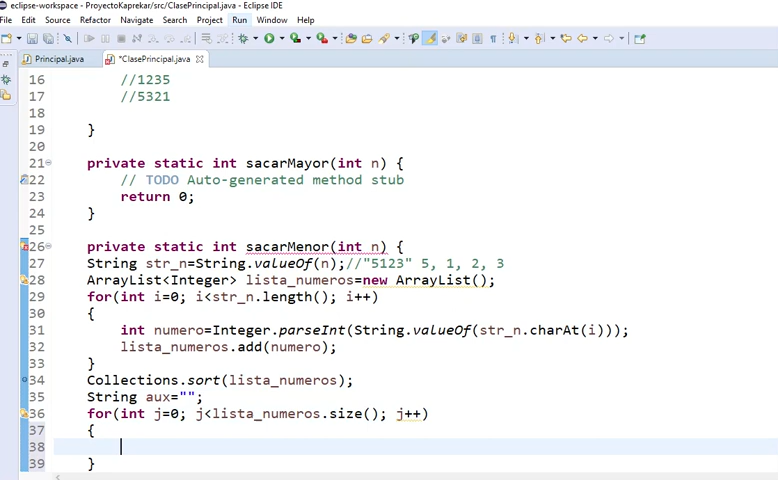 eclipse-workspace - ProyectoKaprekar/src/ClasePrincipal.java - Eclipse IDE
File Edit Source Refactor Navigate Search Project Run Window Help
Principal.java *ClasePrincipal.java
16 //1235
17 //5321
18
19 }
20
21 private static int sacarMayor(int n) {
22 // TODO Auto-generated method stub
23 return 0;
24 }
25
26 private static int sacarMenor(int n) {
27 String str_n=String.valueOf(n);//"5123" 5, 1, 2, 3
28 ArrayList<Integer> lista_numeros=new ArrayList();
29 for(int i=0; i<str_n.length(); i++)
30 {
31 int numero=Integer.parseInt(String.valueOf(str_n.charAt(i)));
32 lista_numeros.add(numero);
33 }
34 Collections.sort(lista_numeros);
35 String aux="";
36 for(int j=0; j<lista_numeros.size(); j++)
37 {
38
39 }